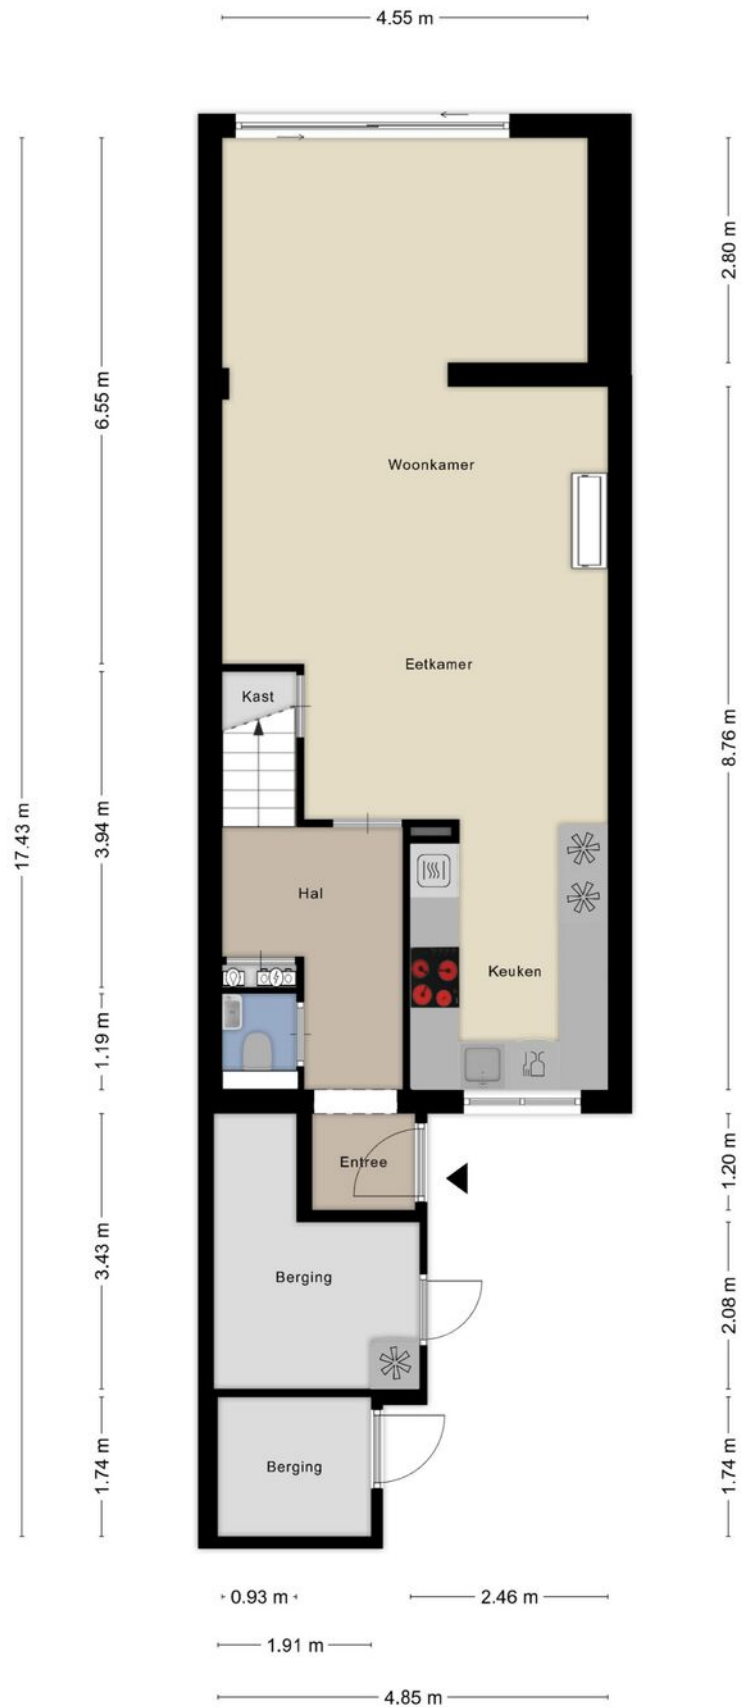 4.55 m
2.80 m
6.55 m
Woonkamer
Eetkamer
Kast
8.76 m
17.43 m
3.94 m
Hal
Keuken
1.19 m
Entree
1.20 m
3.43 m
Berging
2.08 m
Berging
1.74 m
1.74 m
0.93 m
2.46 m
1.91 m
4.85 m